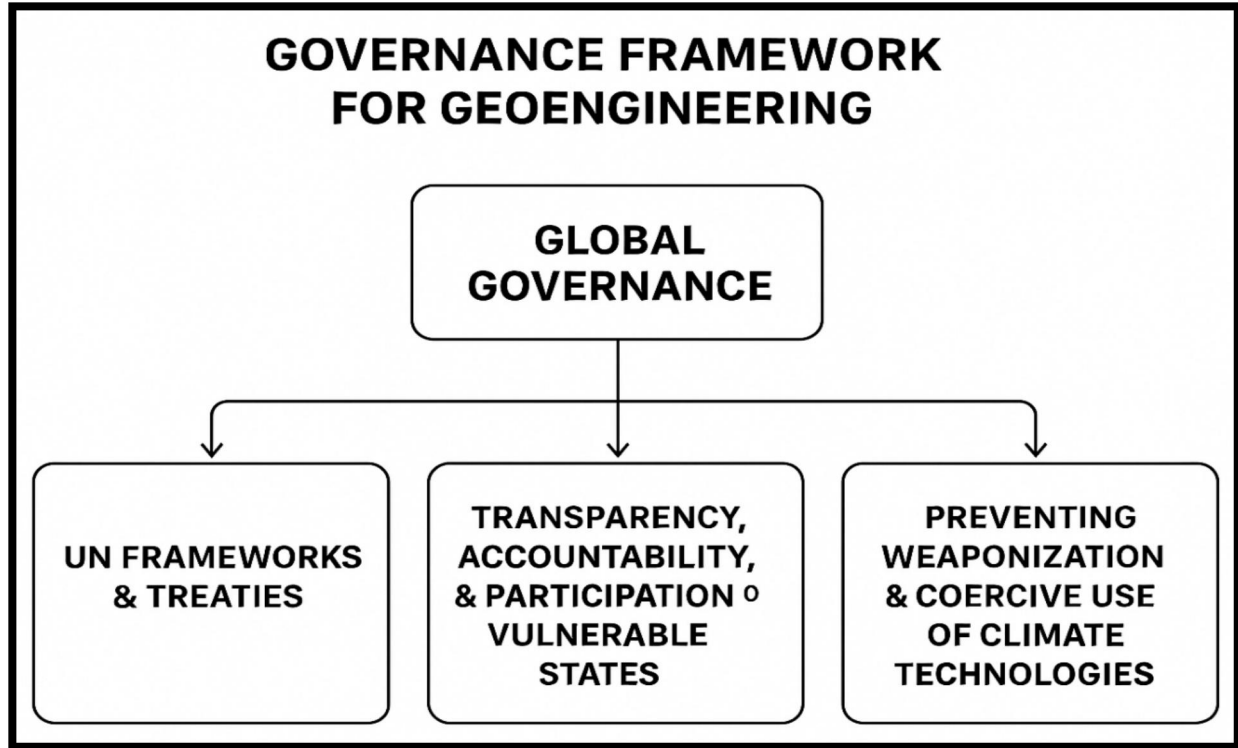 GOVERNANCE FRAMEWORK
FOR GEOENGINEERING
GLOBAL
GOVERNANCE
UN FRAMEWORKS
& TREATIES
TRANSPARENCY,
ACCOUNTABILITY,
& PARTICIPATION o
VULNERABLE
STATES
PREVENTING
WEAPONIZATION
& COERCIVE USE
OF CLIMATE
TECHNOLOGIES